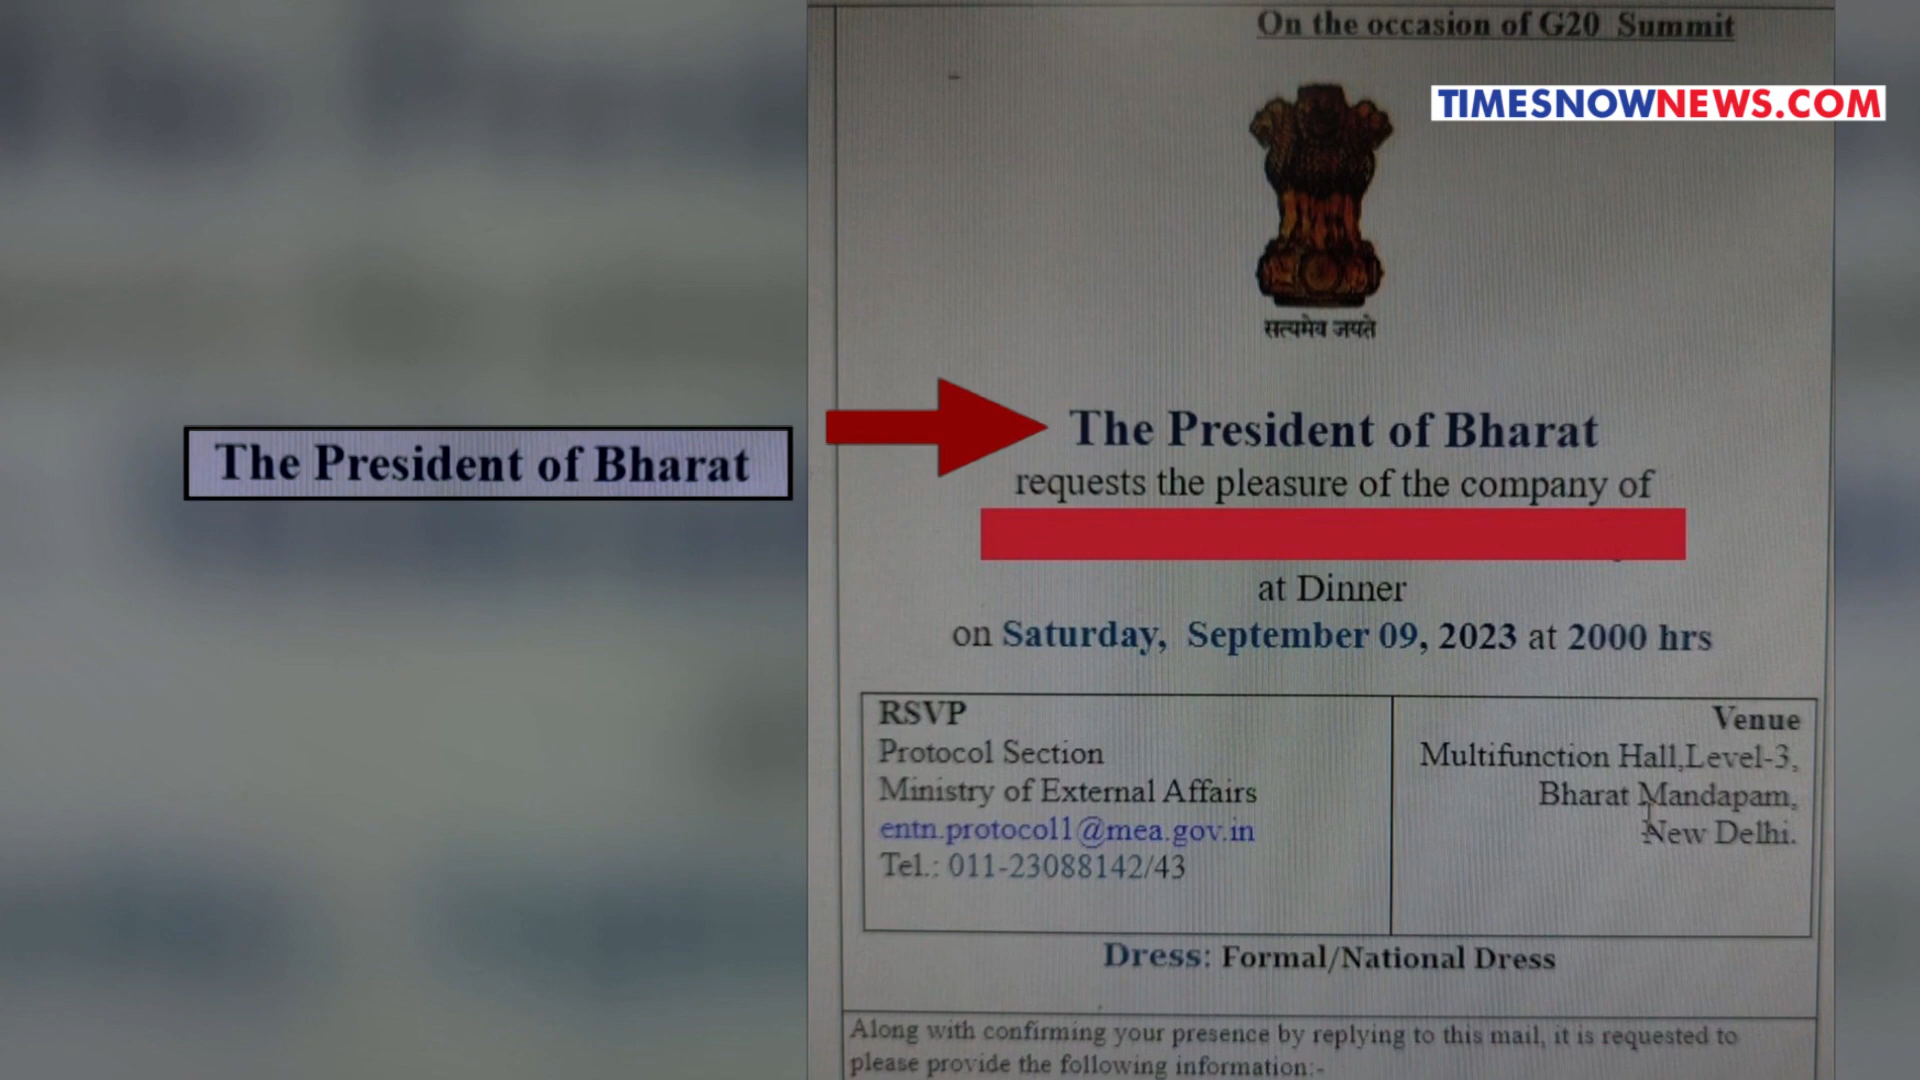 On the occasion of G20 Summit
TIMESNOWNEWS.COM
सत्यमेव जयते
The President of Bharat
The President of Bharat
requests the pleasure of the company of
at Dinner
on Saturday, September 09, 2023 at 2000 hrs
RSVP
Protocol Section
Ministry of External Affairs
entn.protocol1@mea.gov.in
Tel.: 011-23088142/43
Venue
Multifunction Hall,Level-3,
Bharat Mandapam,
New Delhi.
Dress: Formal/National Dress
Along with confirming your presence by replying to this mail, it is requested to
please provide the following information:-